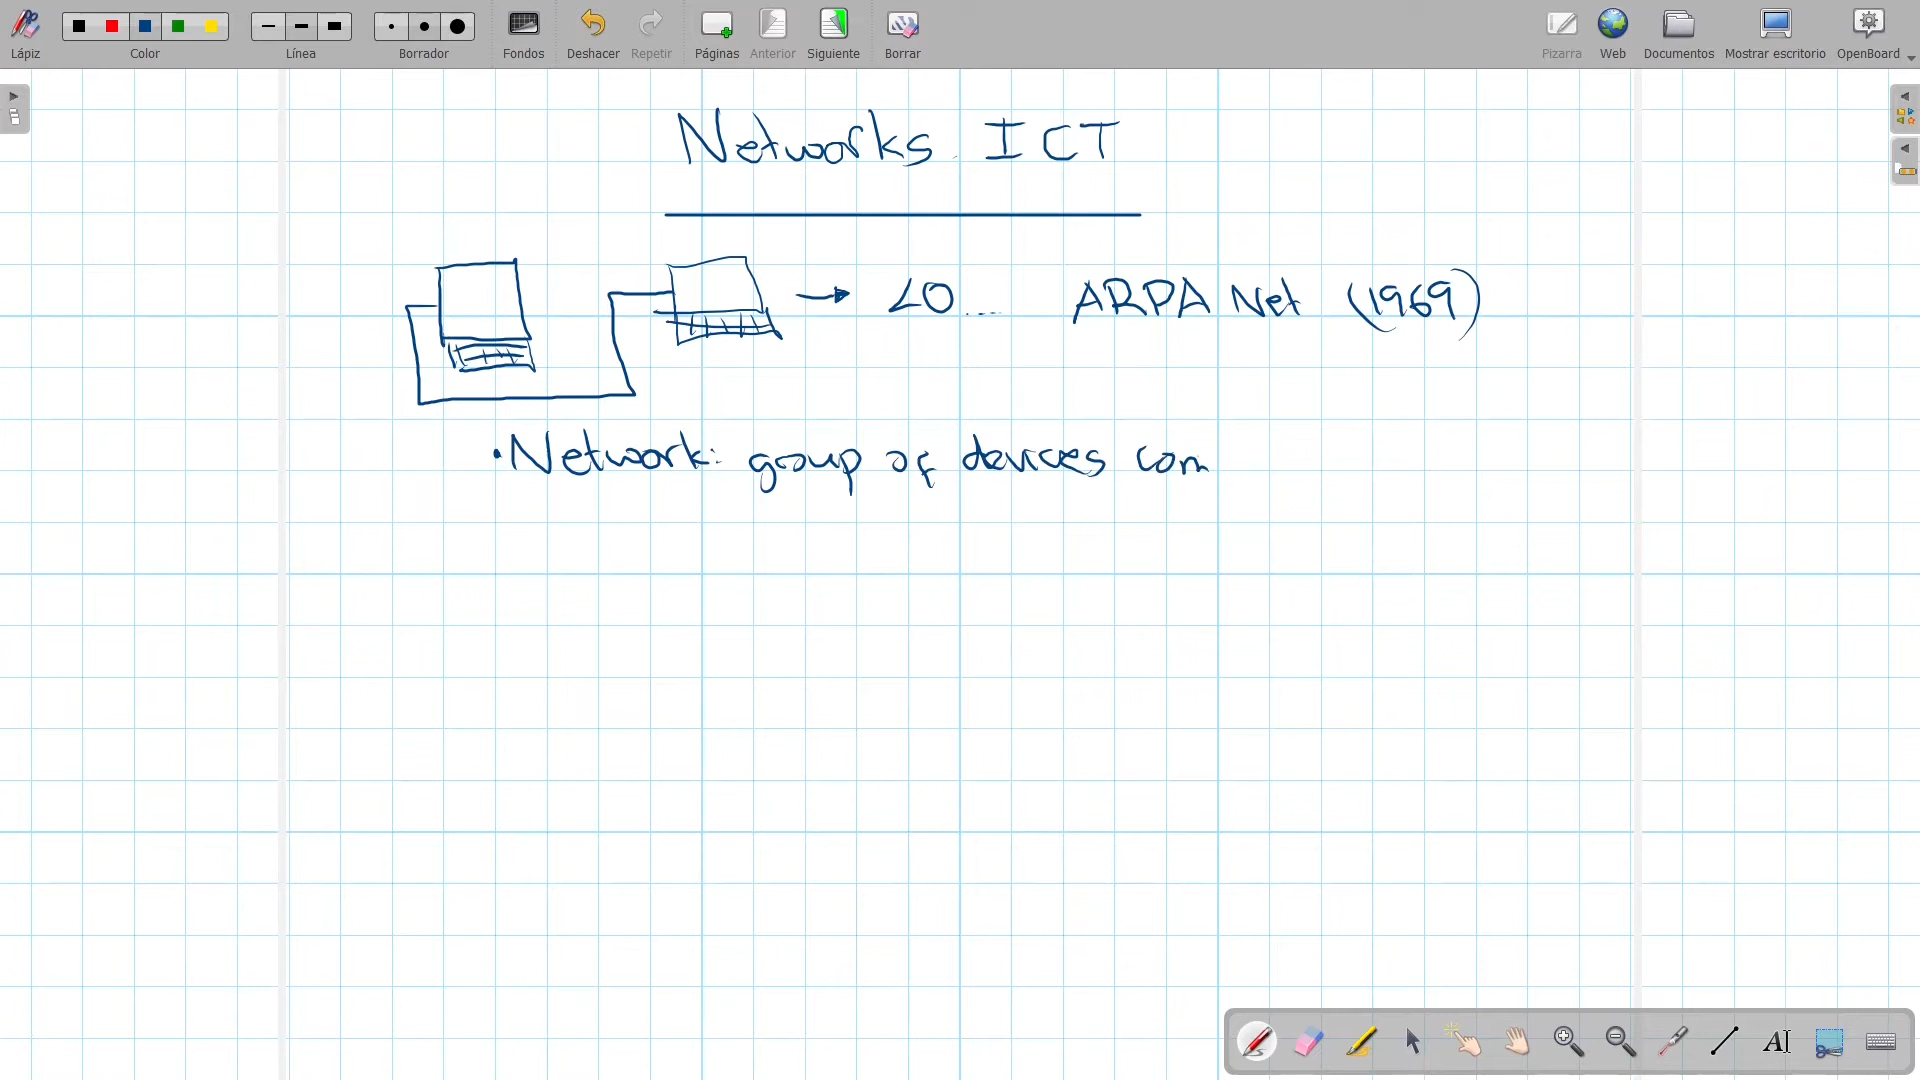 Lápiz Color Línea Borrador Fondos Deshacer Repetir Páginas Anterior Siguiente Borrar Pizarra Web Documentos Mostrar escritorio OpenBoard
Networks ICT
LO.... ARPA Net (1969)
• Network: group of devices com